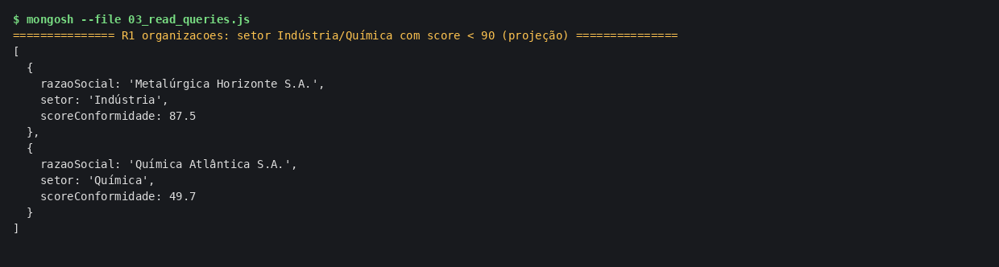 $ mongosh --file 03_read_queries.js
=============== R1 organizacoes: setor Indústria/Química com score < 90 (projeção) ===============
[
  {
    razaoSocial: 'Metalúrgica Horizonte S.A.',
    setor: 'Indústria',
    scoreConformidade: 87.5
  },
  {
    razaoSocial: 'Química Atlântica S.A.',
    setor: 'Química',
    scoreConformidade: 49.7
  }
]